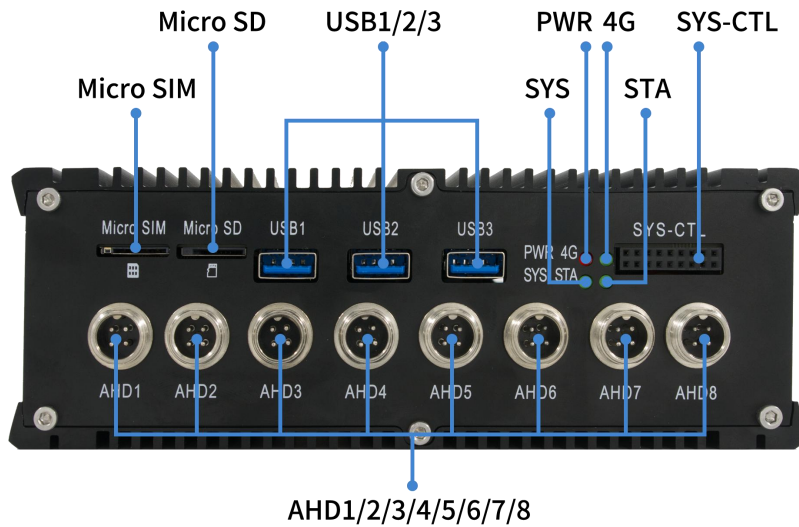 Micro SD USB1/2/3 PWR 4G SYS-CTL
Micro SIM SYS STA
Micro SIM Micro SD USB1 USB2 USB3 SYS-CTL
PWR 4G
SYS STA
AHD1 AHD2 AHD3 AHD4 AHD5 AHD6 AHD7 AHD8
AHD1/2/3/4/5/6/7/8